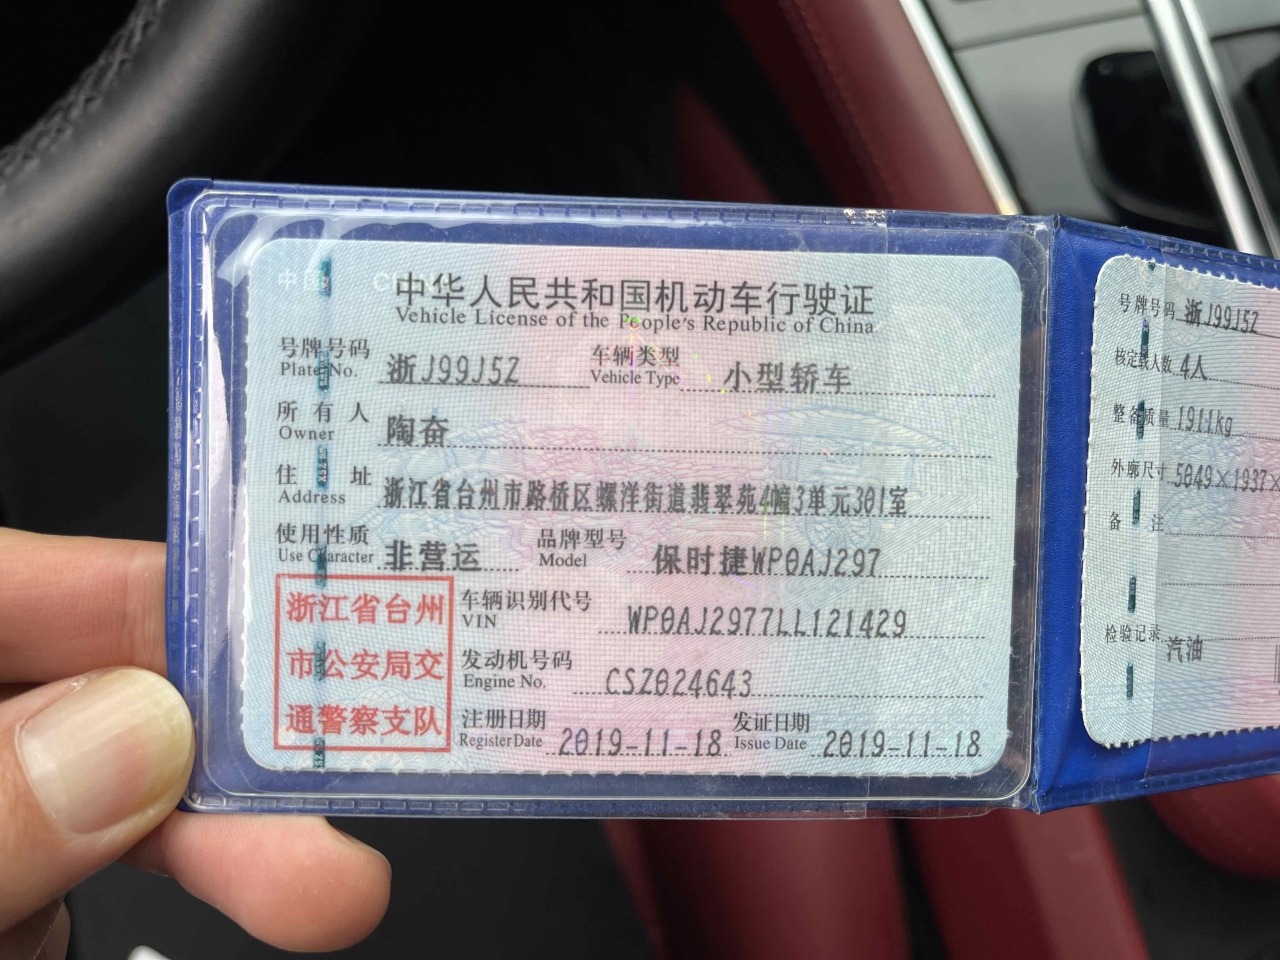 中华人民共和国机动车行驶证
Vehicle License of the People's Republic of China
号牌号码 浙J99J5Z 车辆类型 小型轿车
Plate No. Vehicle Type
所有人 陶奋
Owner
住址 浙江省台州市路桥区螺洋街道翡翠苑4幢3单元301室
Address
使用性质 非营运 品牌型号 保时捷WP0AJ297
Use Character Model
浙江省台州
市公安局交
通警察支队
车辆识别代号 WP0AJ2977LL121429
VIN
发动机号码 CSZ024643
Engine No.
注册日期 2019-11-18 发证日期 2019-11-18
Register Date Issue Date
号牌号码 浙J99J5Z
核定载人数 4人
整备质量 1911kg
外廓尺寸 5049×1937×
备注
检验记录 汽油